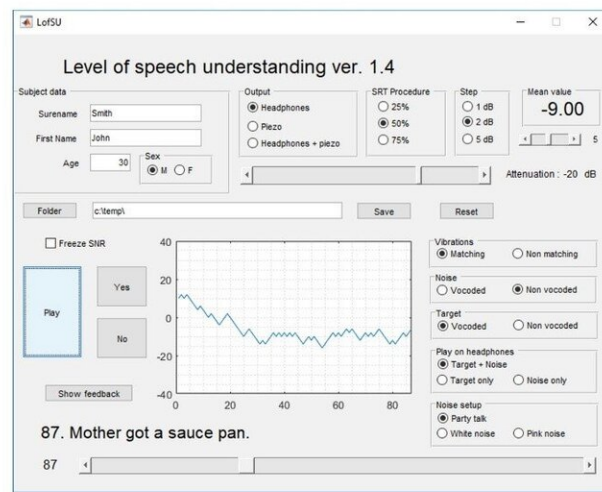 LofSU
Level of speech understanding ver. 1.4
Subject data
Surename Smith
First Name John
Age 30
Sex
M F
Output
Headphones
Piezo
Headphones + piezo
SRT Procedure
25%
50%
75%
Step
1 dB
2 dB
5 dB
Mean value
-9.00
5
Attenuation : -20 dB
Folder c:\temp\ Save Reset
Freeze SNR
Play
Yes
No
Show feedback
40
20
0
-20
-40
0 20 40 60 80
Vibrations
Matching Non matching
Noise
Vocoded Non vocoded
Target
Vocoded Non vocoded
Play on headphones
Target + Noise
Target only Noise only
Noise setup
Party talk
White noise Pink noise
87. Mother got a sauce pan.
87